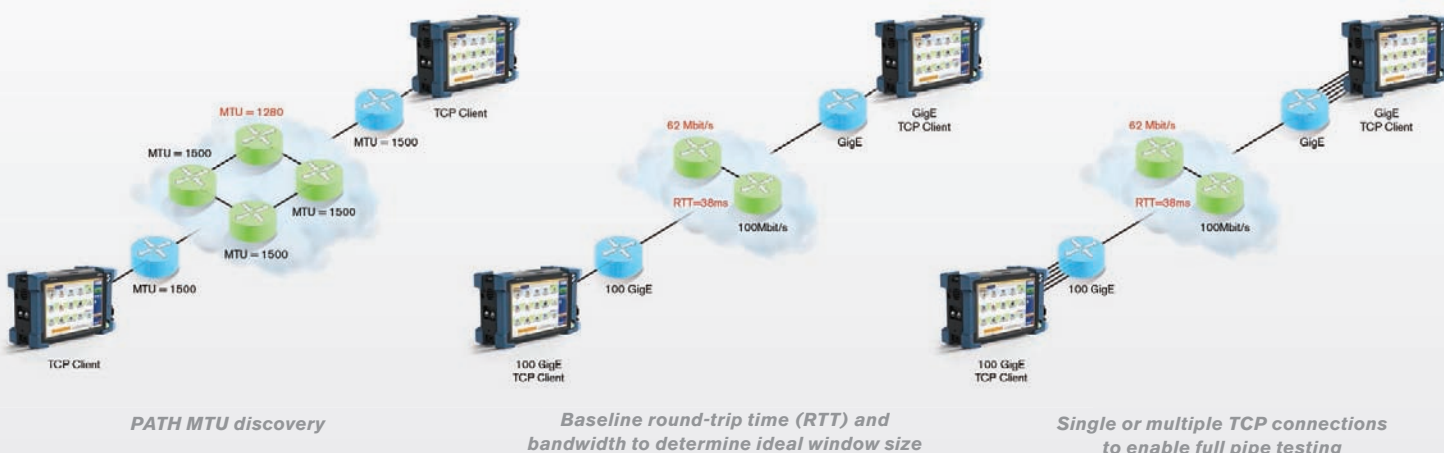 TCP Client
MTU = 1500
MTU = 1280
MTU = 1500
MTU = 1500
MTU = 1500
MTU = 1500
TCP Client
PATH MTU discovery
GigE
TCP Client
GigE
62 Mbit/s
RTT=38ms
100Mbit/s
100 GigE
100 GigE
TCP Client
Baseline round-trip time (RTT) and
bandwidth to determine ideal window size
GigE
TCP Client
GigE
62 Mbit/s
RTT=38ms
100Mbit/s
100 GigE
100 GigE
TCP Client
Single or multiple TCP connections
to enable full pipe testing